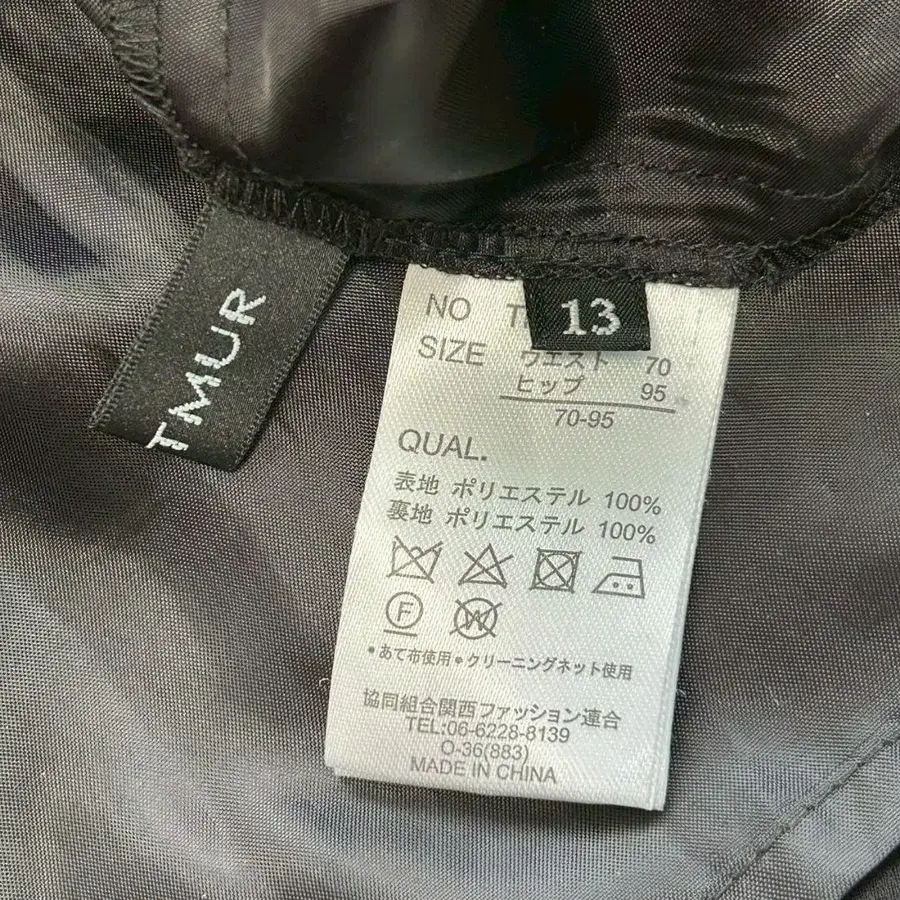 TMUR
13
NO
SIZE ウエスト 70
ヒップ 95
70-95
QUAL.
表地 ポリエステル 100%
裏地 ポリエステル 100%
F
W
●あて布使用●クリーニングネット使用
協同組合関西ファッション連合
TEL:06-6228-8139
O-36(883)
MADE IN CHINA